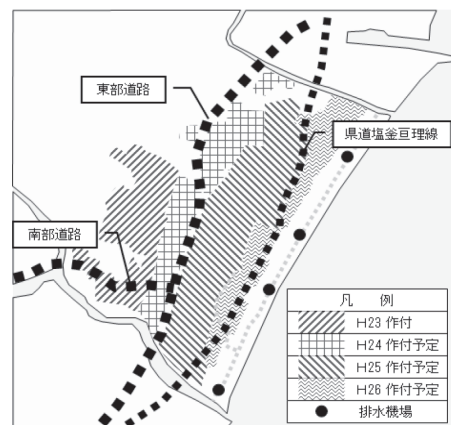 東部道路
県道塩釜亘理線
南部道路
凡 例
H23 作付
H24 作付予定
H25 作付予定
H26 作付予定
排水機場